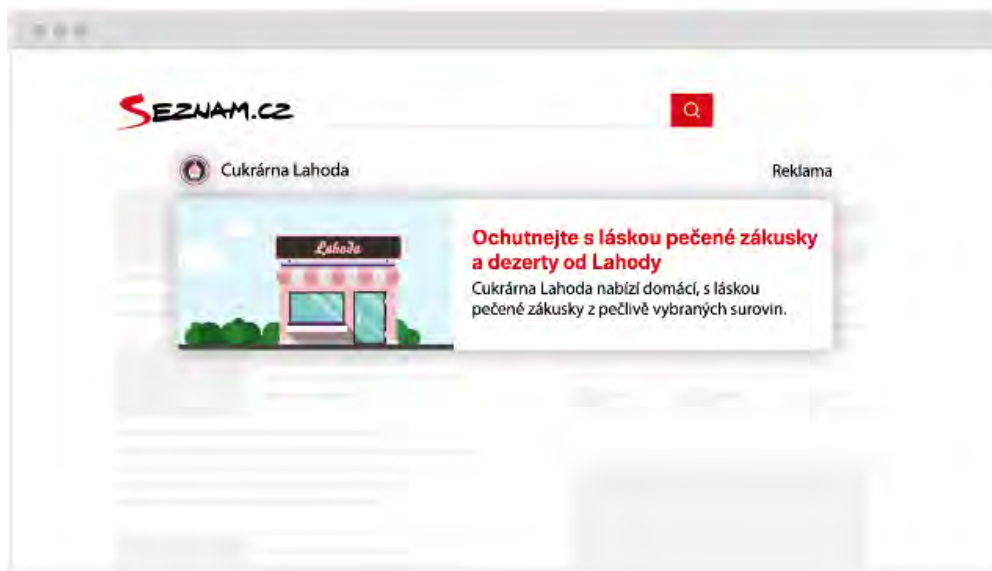 SEZNAM.CZ
Cukrárna Lahoda
Reklama
Lahoda
Ochutnejte s láskou pečené zákusky
a dezerty od Lahody
Cukrárna Lahoda nabízí domácí, s láskou
pečené zákusky z pečlivě vybraných surovin.